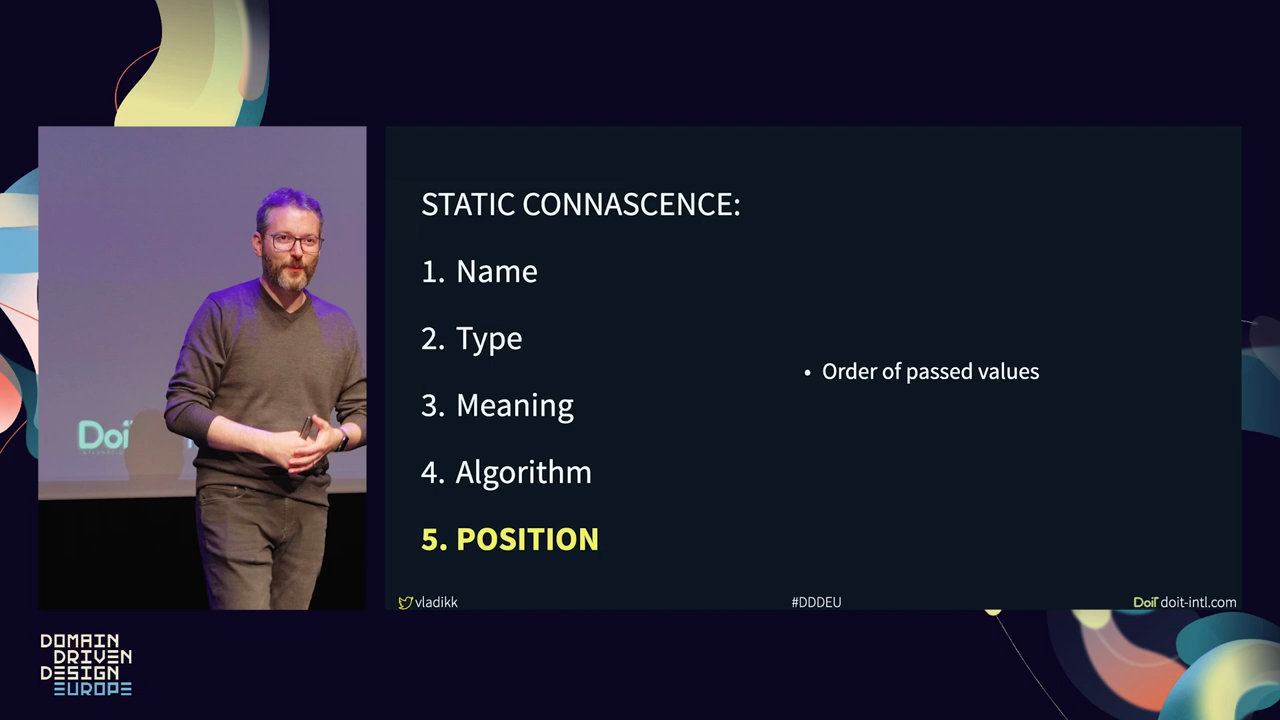 STATIC CONNASCENCE:
1. Name
2. Type
3. Meaning
4. Algorithm
5. POSITION
• Order of passed values
Doi
vladikk
#DDDEU
DoiT doit-intl.com
DOMAIN
DRIVEN
DESIGN
EUROPE